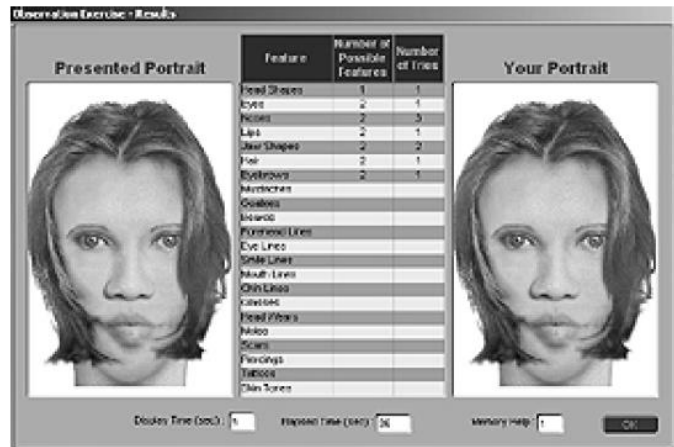 Observation Exercise - Results
Presented Portrait
Feature Number of Possible Features Number of Tries
Head Shapes 1 1
Eyes 2 1
Noses 2 3
Lips 2 1
Jaw Shapes 2 2
Hair 2 1
Eyebrows 2 1
Mustaches
Goatees
Beards
Forehead Lines
Eye Lines
Smile Lines
Mouth Lines
Chin Lines
Glasses
Head Wears
Moles
Scars
Piercings
Tattoos
Skin Tones
Your Portrait
Display Time (sec) :
Elapsed Time (sec) : 36
Memory Help : 1
OK